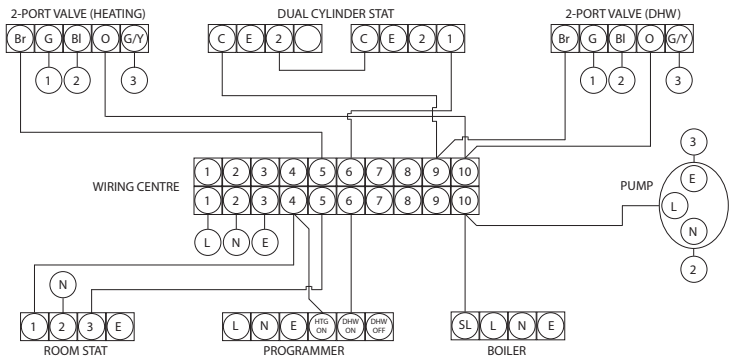 2-PORT VALVE (HEATING) DUAL CYLINDER STAT 2-PORT VALVE (DHW)
Br G Bl O G/Y C E 2 C E 2 1 Br G Bl O G/Y
1 2 3 1 2 3
3
1 2 3 4 5 6 7 8 9 10
WIRING CENTRE PUMP E
1 2 3 4 5 6 7 8 9 10 L
L N E N
2
N
1 2 3 E L N E HTG ON DHW ON DHW OFF SL L N E
ROOM STAT PROGRAMMER BOILER